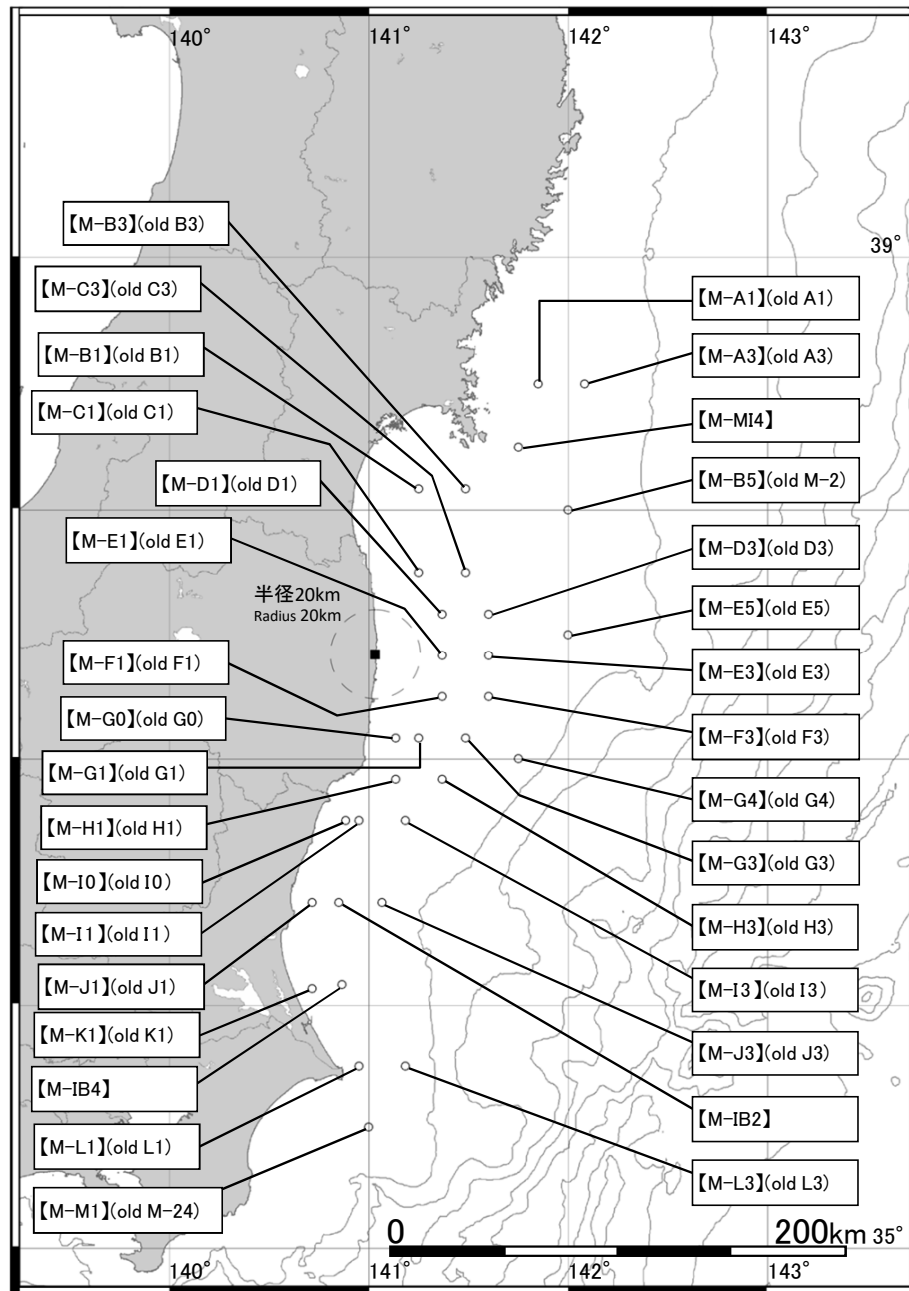 140° 141° 142° 143°
39°
【M-B3】(old B3)
【M-C3】(old C3)
【M-B1】(old B1)
【M-C1】(old C1)
【M-D1】(old D1)
【M-E1】(old E1)
半径20km
Radius 20km
【M-F1】(old F1)
【M-G0】(old G0)
【M-G1】(old G1)
【M-H1】(old H1)
【M-I0】(old I0)
【M-I1】(old I1)
【M-J1】(old J1)
【M-K1】(old K1)
【M-IB4】
【M-L1】(old L1)
【M-M1】(old M-24)
【M-A1】(old A1)
【M-A3】(old A3)
【M-MI4】
【M-B5】(old M-2)
【M-D3】(old D3)
【M-E5】(old E5)
【M-E3】(old E3)
【M-F3】(old F3)
【M-G4】(old G4)
【M-G3】(old G3)
【M-H3】(old H3)
【M-I3】(old I3)
【M-J3】(old J3)
【M-IB2】
【M-L3】(old L3)
0 200km 35°
140° 141° 142° 143°